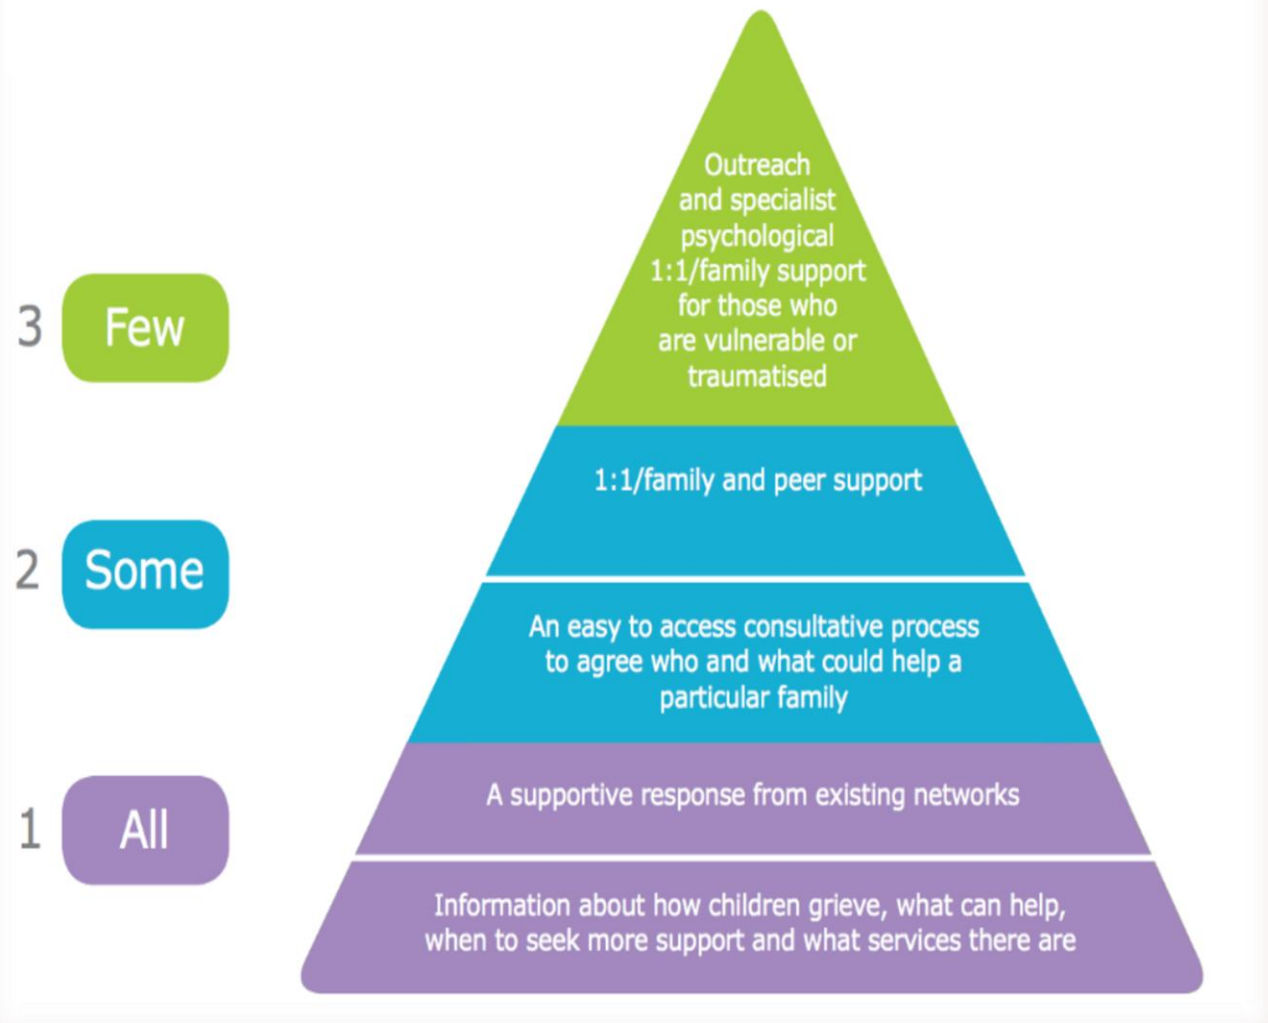 Outreach
and specialist
psychological
1:1/family support
for those who
are vulnerable or
traumatised
3 Few
1:1/family and peer support
2 Some
An easy to access consultative process
to agree who and what could help a
particular family
A supportive response from existing networks
1 All
Information about how children grieve, what can help,
when to seek more support and what services there are